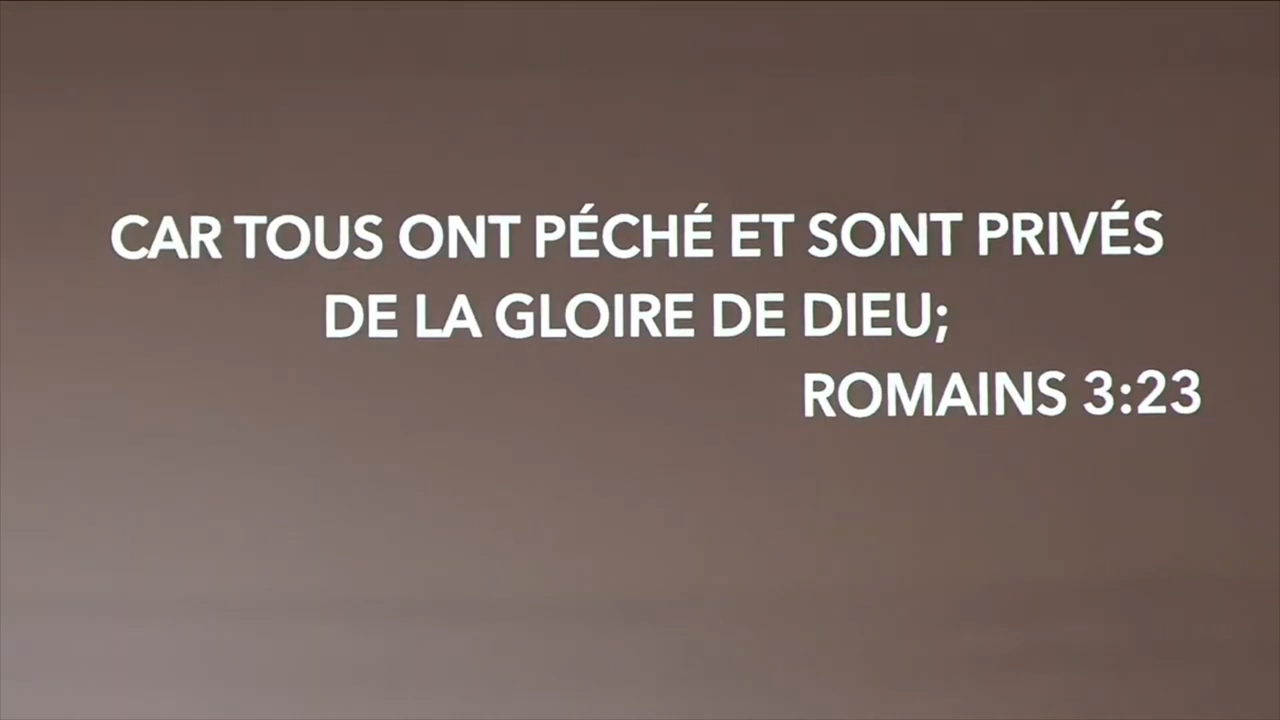 CAR TOUS ONT PÉCHÉ ET SONT PRIVÉS
DE LA GLOIRE DE DIEU;
ROMAINS 3:23